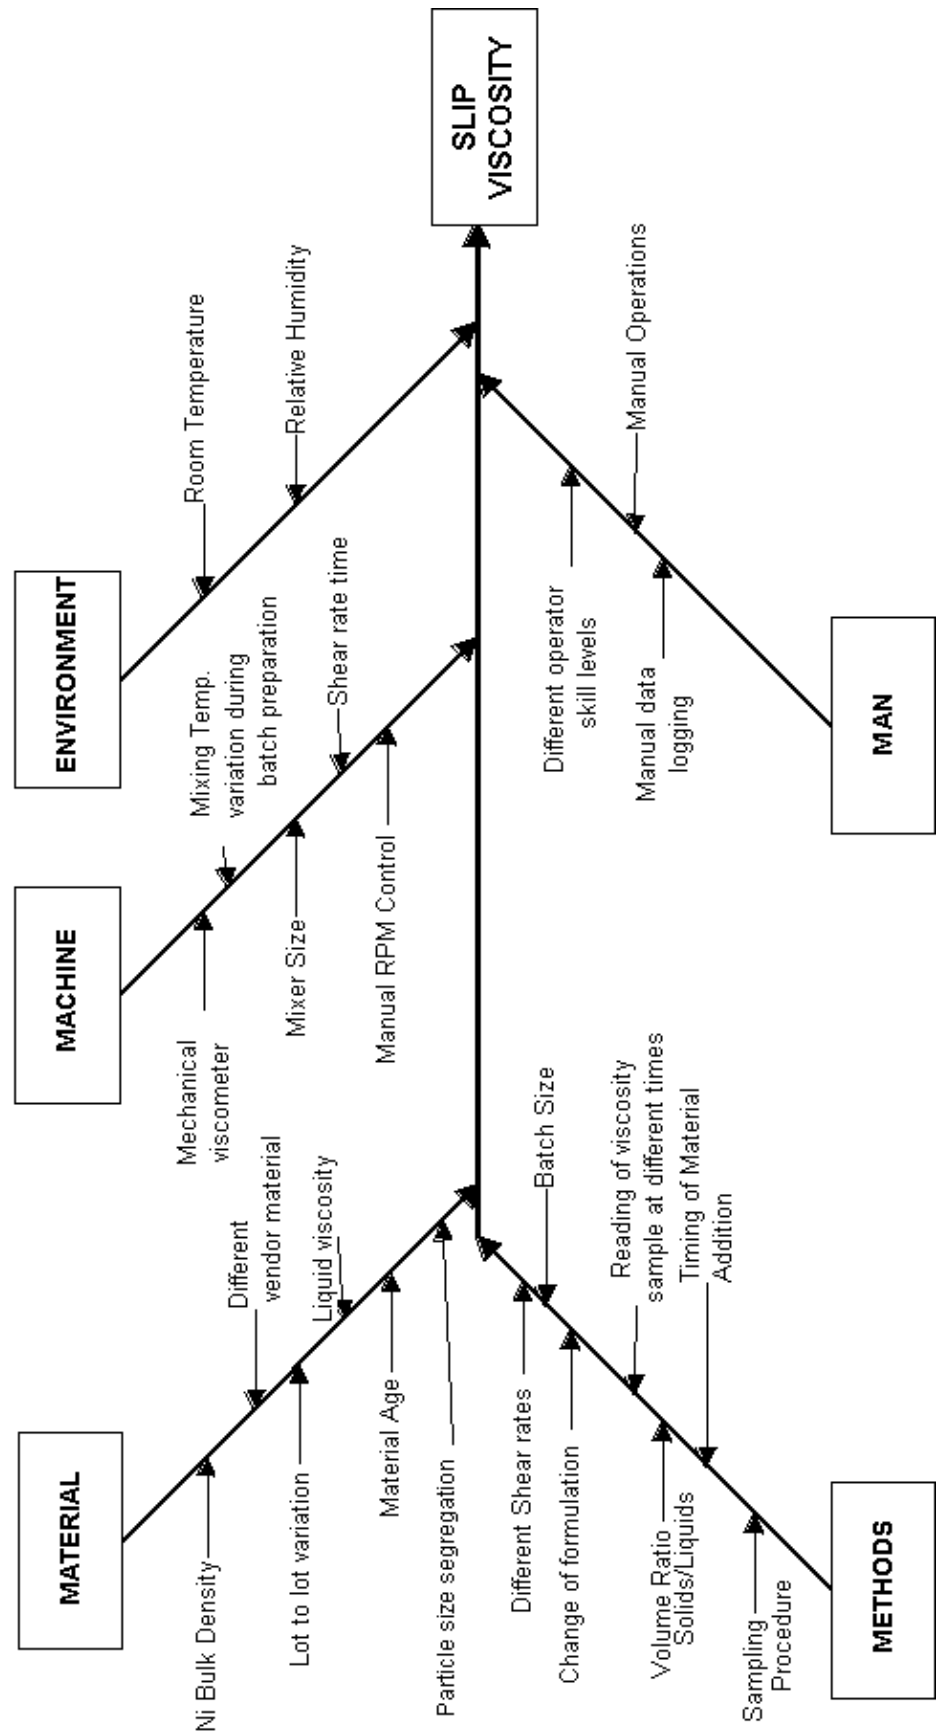 MATERIAL
Ni Bulk Density
Different
vendor material
Lot to lot variation
Liquid viscosity
Material Age
Particle size segregation
MACHINE
Mechanical
viscometer
Mixing Temp.
variation during
batch preparation
Mixer Size
Shear rate time
Manual RPM Control
ENVIRONMENT
Room Temperature
Relative Humidity
SLIP
VISCOSITY
Different Shear rates
Batch Size
Change of formulation
Reading of viscosity
sample at different times
Volume Ratio
Solids/Liquids
Timing of Material
Addition
Sampling
Procedure
METHODS
Different operator
skill levels
Manual Operations
Manual data
logging
MAN